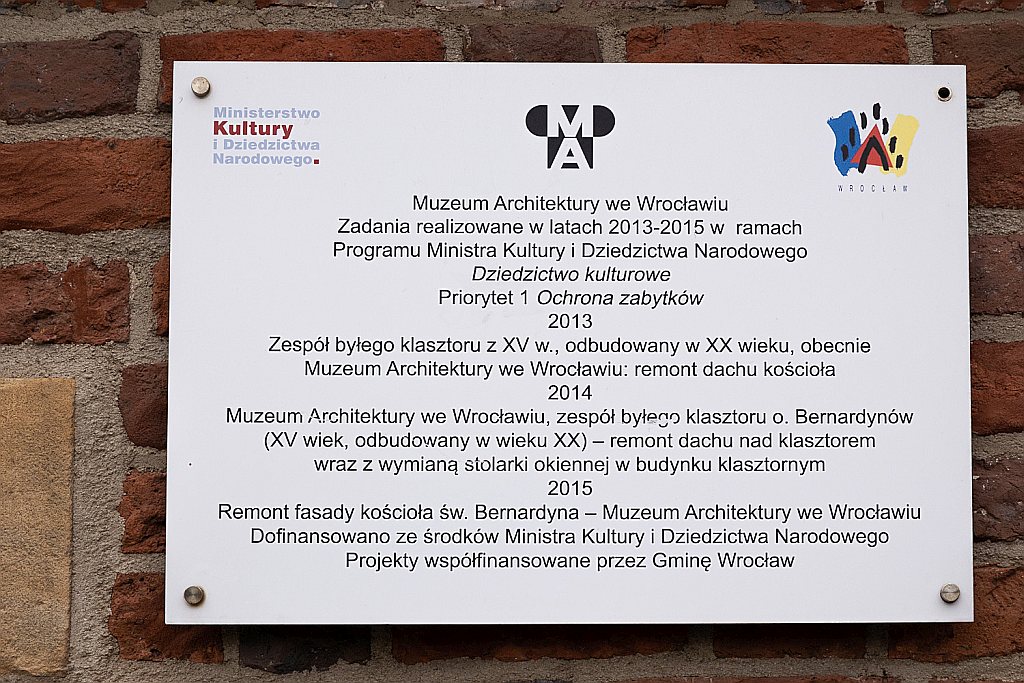 Ministerstwo
Kultury
i Dziedzictwa
Narodowego.
MA
WROCŁAW
Muzeum Architektury we Wrocławiu
Zadania realizowane w latach 2013-2015 w ramach
Programu Ministra Kultury i Dziedzictwa Narodowego
Dziedzictwo kulturowe
Priorytet 1 Ochrona zabytków
2013
Zespół byłego klasztoru z XV w., odbudowany w XX wieku, obecnie
Muzeum Architektury we Wrocławiu: remont dachu kościoła
2014
Muzeum Architektury we Wrocławiu, zespół byłego klasztoru o. Bernardynów
(XV wiek, odbudowany w wieku XX) – remont dachu nad klasztorem
wraz z wymianą stolarki okiennej w budynku klasztornym
2015
Remont fasady kościoła św. Bernardyna – Muzeum Architektury we Wrocławiu
Dofinansowano ze środków Ministra Kultury i Dziedzictwa Narodowego
Projekty współfinansowane przez Gminę Wrocław